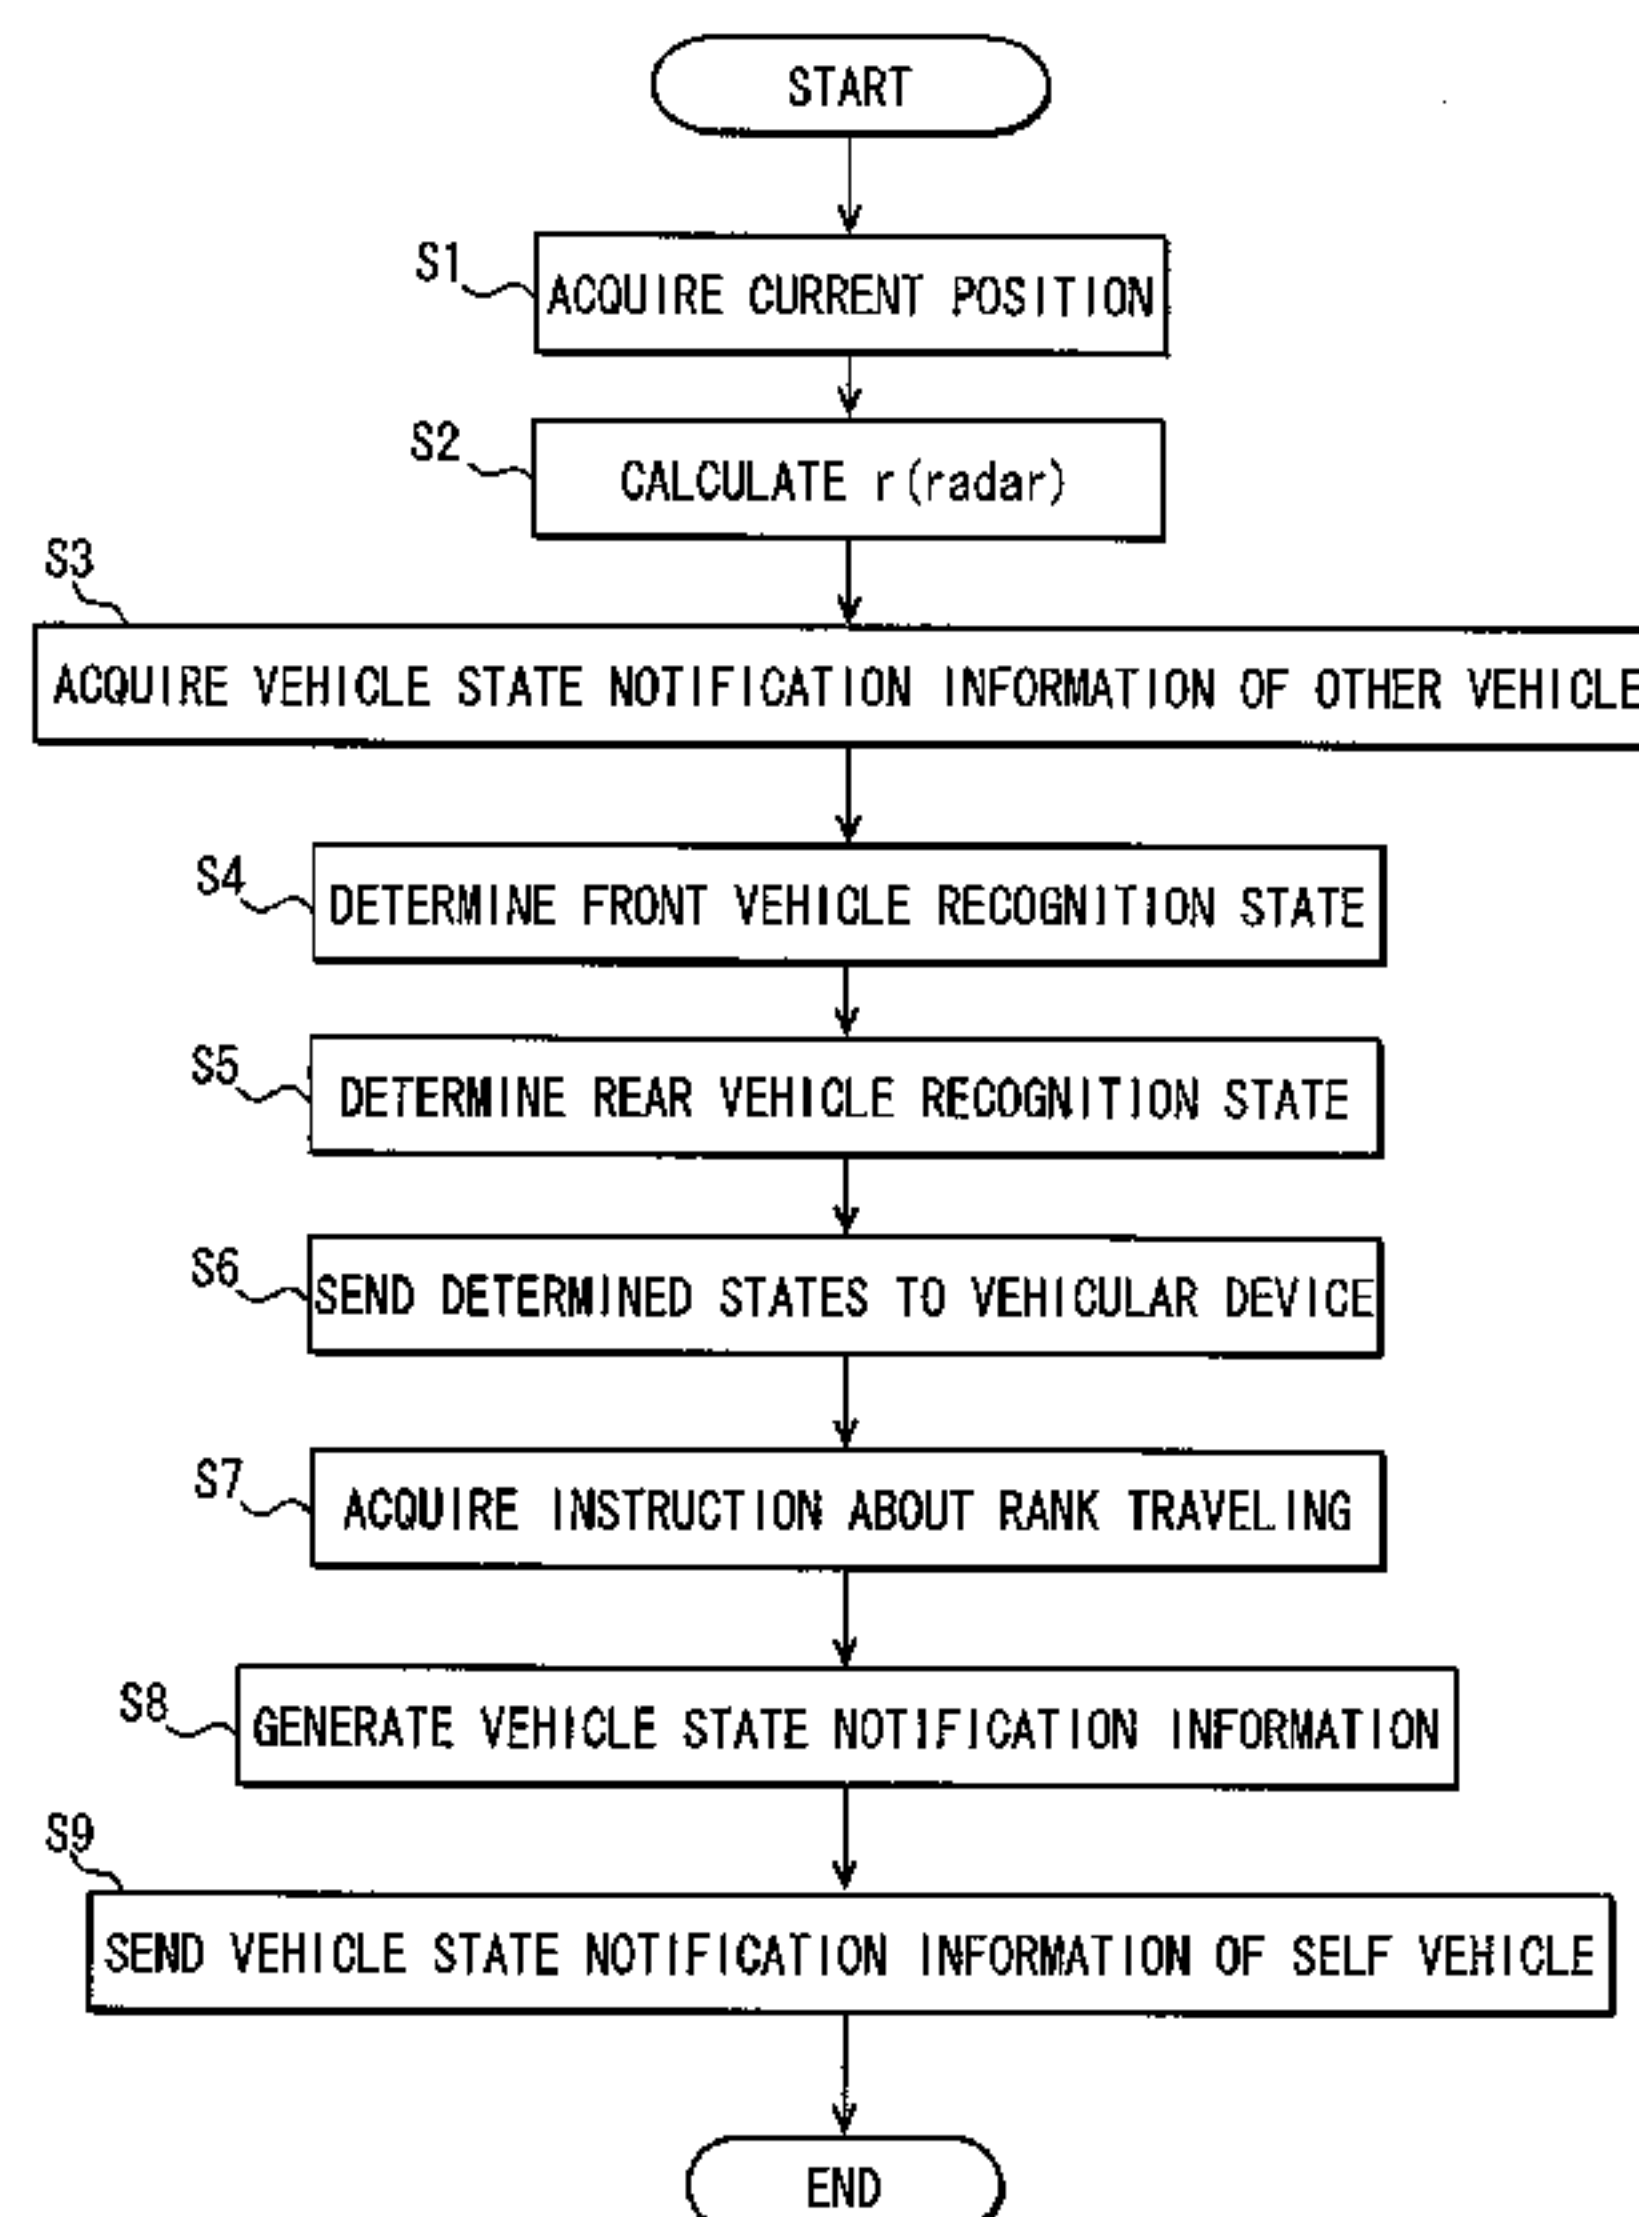 START
S1
ACQUIRE CURRENT POSITION
S2
CALCULATE r(radar)
S3
ACQUIRE VEHICLE STATE NOTIFICATION INFORMATION OF OTHER VEHICLE
S4
DETERMINE FRONT VEHICLE RECOGNITION STATE
S5
DETERMINE REAR VEHICLE RECOGNITION STATE
S6
SEND DETERMINED STATES TO VEHICULAR DEVICE
S7
ACQUIRE INSTRUCTION ABOUT RANK TRAVELING
S8
GENERATE VEHICLE STATE NOTIFICATION INFORMATION
S9
SEND VEHICLE STATE NOTIFICATION INFORMATION OF SELF VEHICLE
END